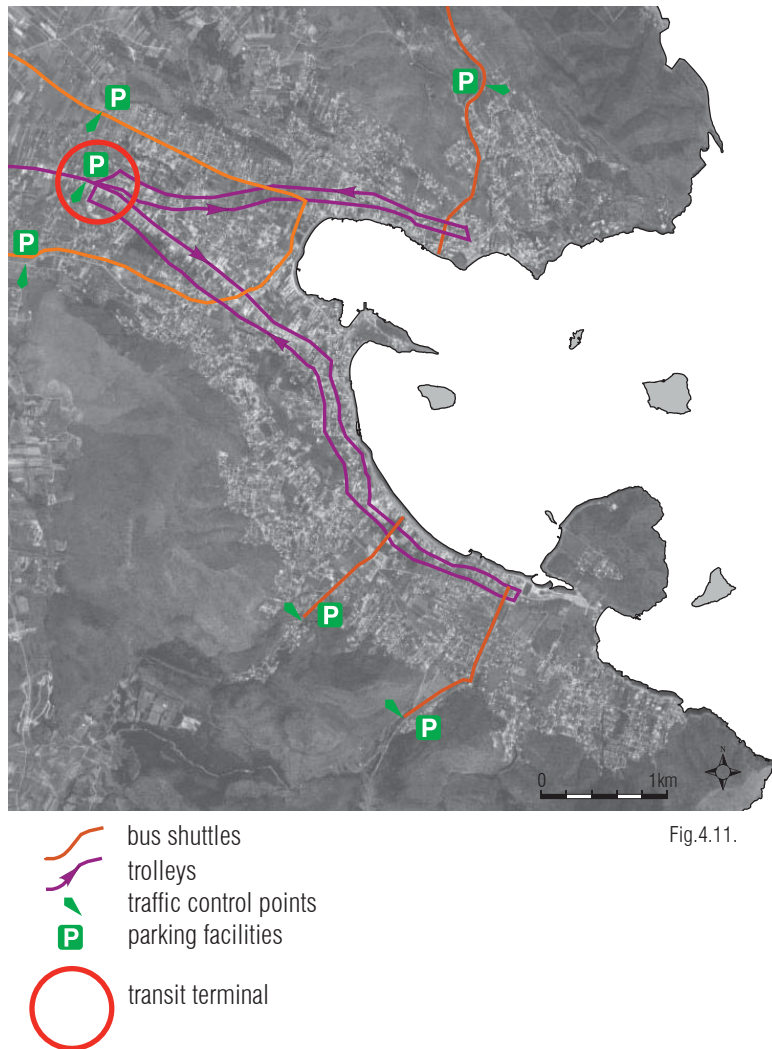 P
P
P
P
N
P
P
0 1km
Fig.4.11.
bus shuttles
trolleys
traffic control points
P parking facilities
transit terminal